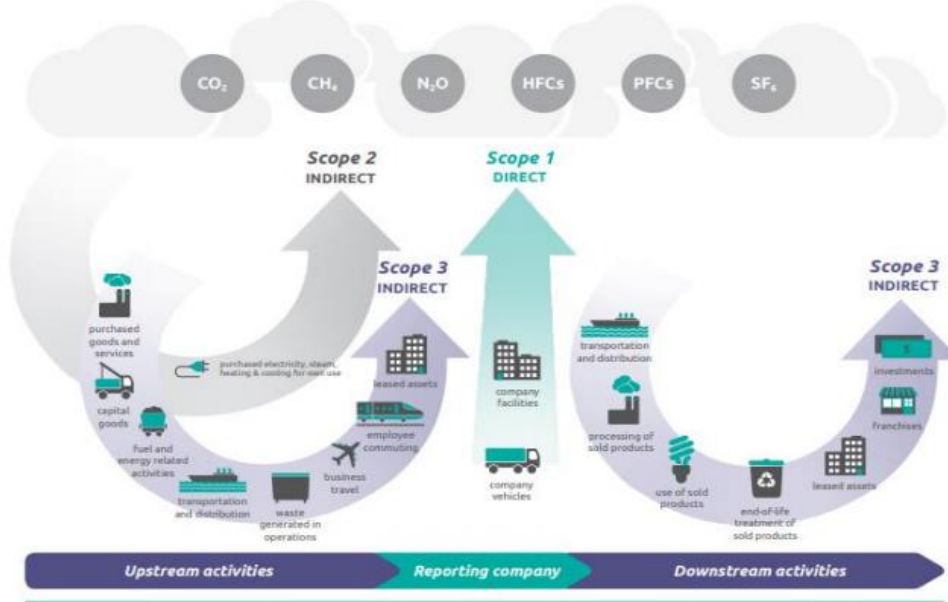 CO₂
CH₄
N₂O
HFCs
PFCs
SF₆
Scope 2
INDIRECT
Scope 1
DIRECT
Scope 3
INDIRECT
Scope 3
INDIRECT
purchased
goods and
services
capital
goods
fuel and
energy related
activities
transportation
and distribution
waste
generated in
operations
business
travel
employee
commuting
leased assets
purchased electricity, steam,
heating & cooling for own use
company
facilities
company
vehicles
transportation
and distribution
processing of
sold products
use of sold
products
end-of-life
treatment of
sold products
leased assets
franchises
$
investments
Upstream activities
Reporting company
Downstream activities